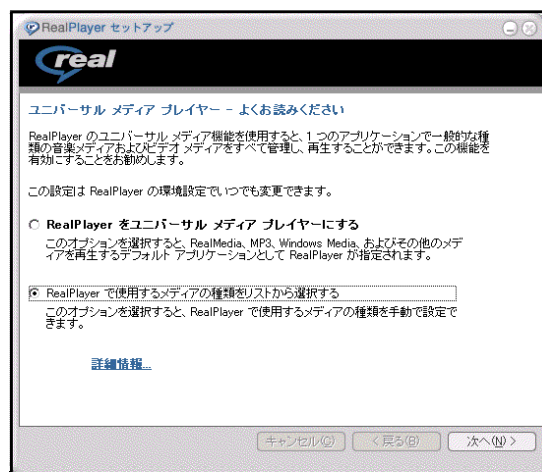 RealPlayer セットアップ
real
ユニバーサル メディア プレイヤー - よくお読みください
RealPlayer のユニバーサル メディア機能を使用すると、1 つのアプリケーションで一般的な種
類の音楽メディアおよびビデオ メディアをすべて管理し、再生することができます。この機能を
有効にすることをお勧めします。
この設定は RealPlayer の環境設定でいつでも変更できます。
RealPlayer をユニバーサル メディア プレイヤーにする
このオプションを選択すると、RealMedia、MP3、Windows Media、およびその他のメデ
ィアを再生するデフォルト アプリケーションとして RealPlayer が指定されます。
RealPlayer で使用するメディアの種類をリストから選択する
このオプションを選択すると、RealPlayer で使用するメディアの種類を手動で設定で
きます。
詳細情報...
キャンセル(C) < 戻る(B) 次へ(N) >